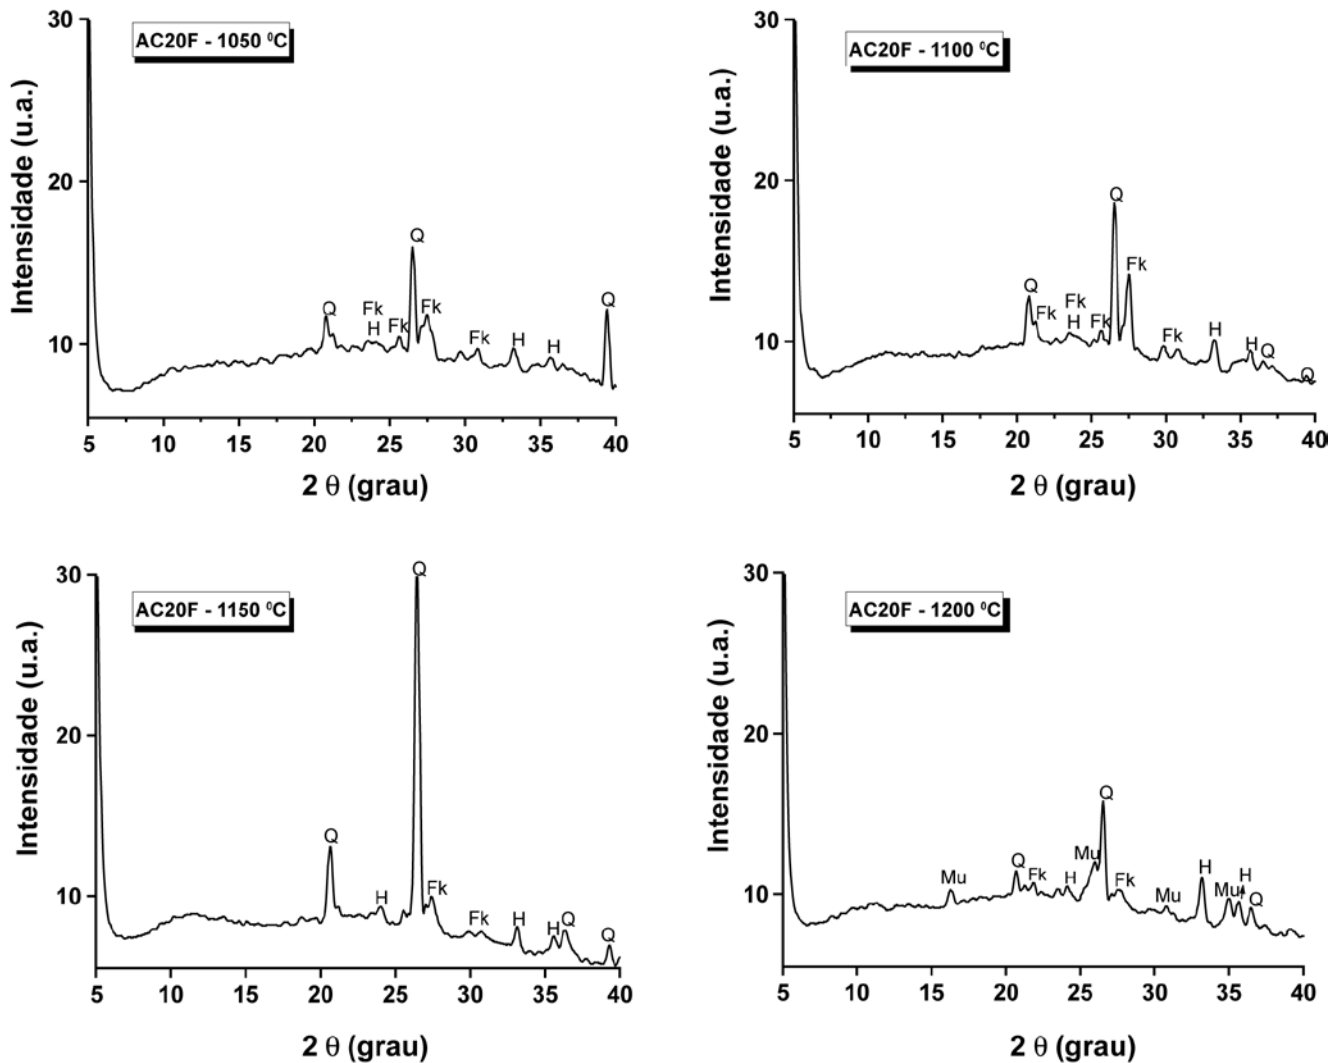 AC20F - 1050 ⁰C
Intensidade (u.a.)
30
20
10
Q
Fk
H
Fk
Q
Fk
Fk
H
H
Q
5 10 15 20 25 30 35 40
2 θ (grau)
AC20F - 1100 ⁰C
Intensidade (u.a.)
30
20
10
Q
Fk
Fk
H
Fk
Q
Fk
Fk
H
H
Q
Q
5 10 15 20 25 30 35 40
2 θ (grau)
AC20F - 1150 ⁰C
Intensidade (u.a.)
30
20
10
Q
H
Q
Fk
Fk
H
H
Q
Q
5 10 15 20 25 30 35 40
2 θ (grau)
AC20F - 1200 ⁰C
Intensidade (u.a.)
30
20
10
Mu
Q
Fk
H
Mu
Q
Fk
Mu
H
Mu
H
Q
5 10 15 20 25 30 35 40
2 θ (grau)